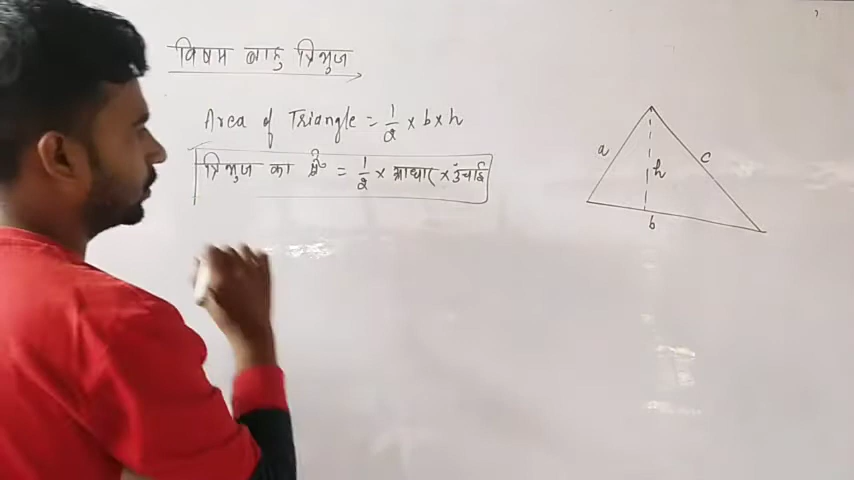 विषम बाहु त्रिभुज
Area of Triangle = 1/2 × b × h
त्रिभुज का क्षे० = 1/2 × आधार × ऊंचाई
a
h
c
b